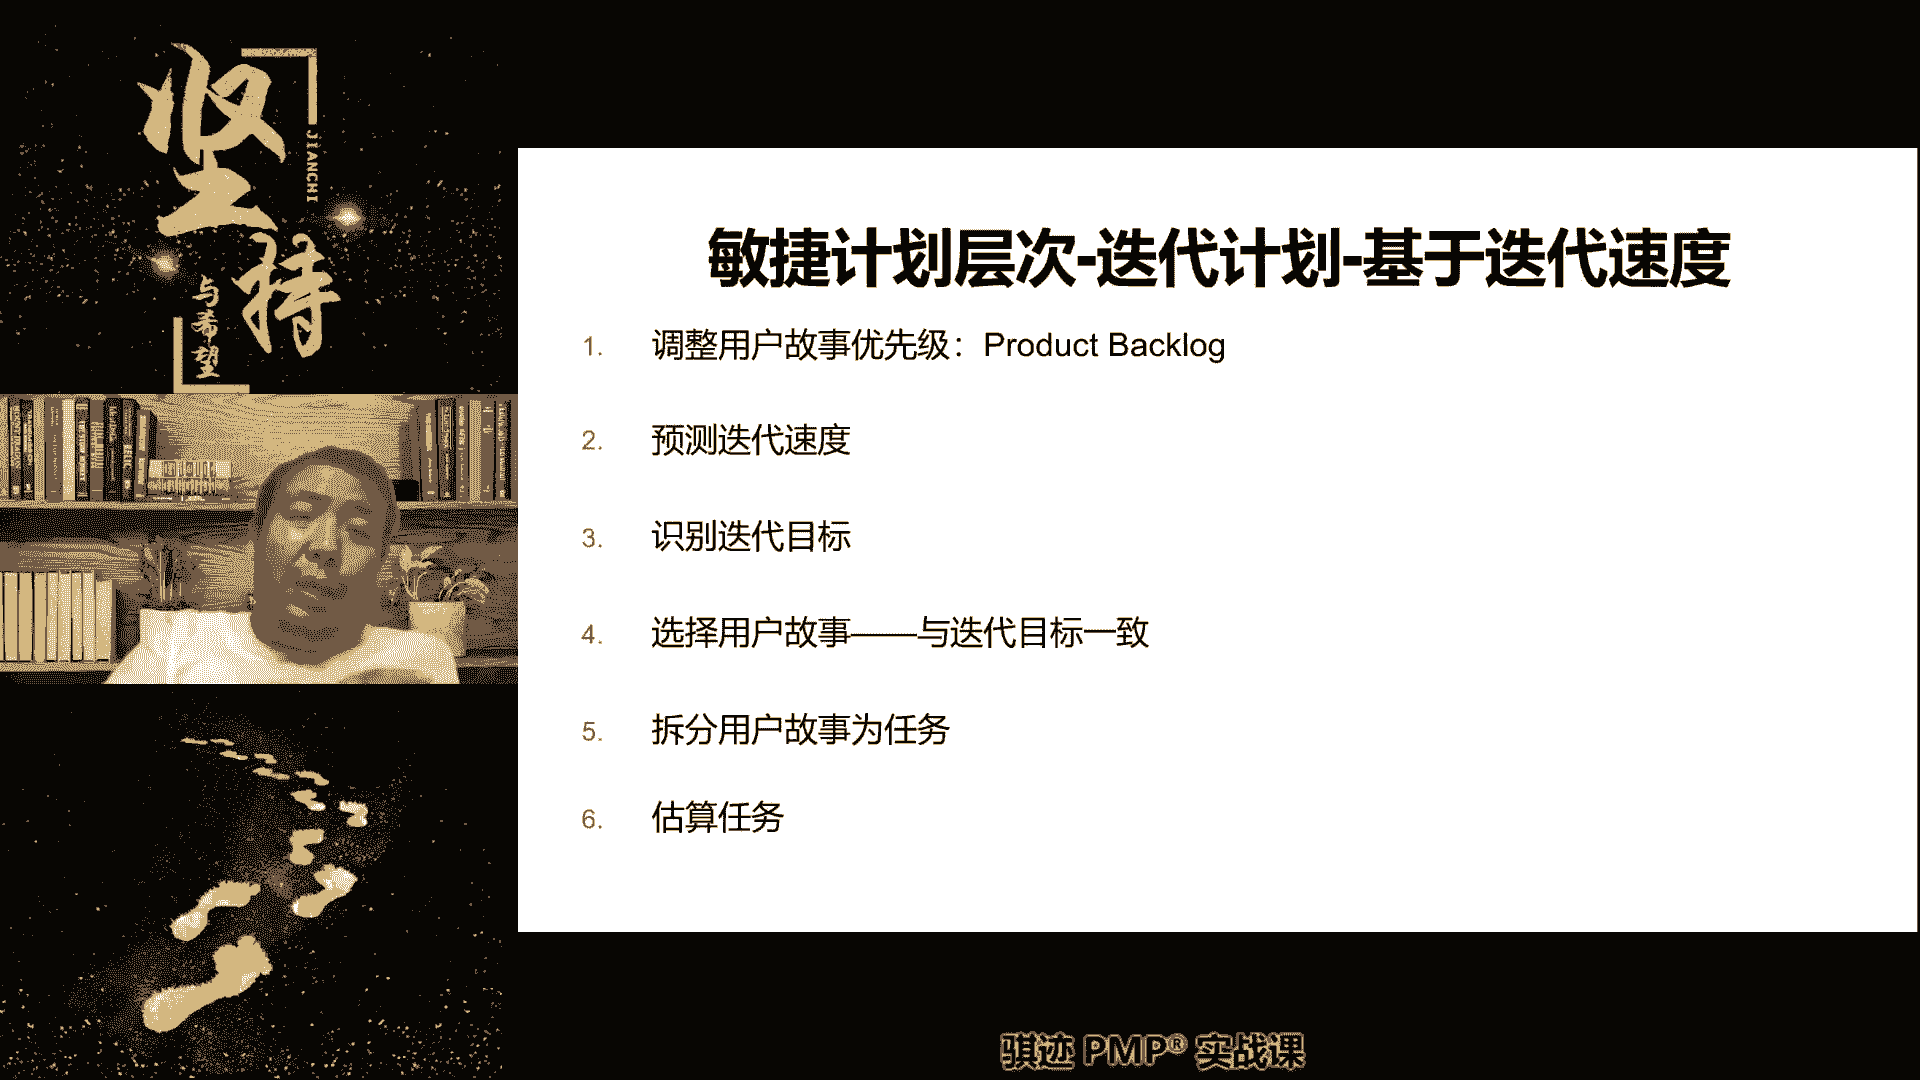 坚持
JIANCHI
与希望
敏捷计划层次-迭代计划-基于迭代速度
1. 调整用户故事优先级：Product Backlog
2. 预测迭代速度
3. 识别迭代目标
4. 选择用户故事——与迭代目标一致
5. 拆分用户故事为任务
6. 估算任务
骐迹 PMP® 实战课